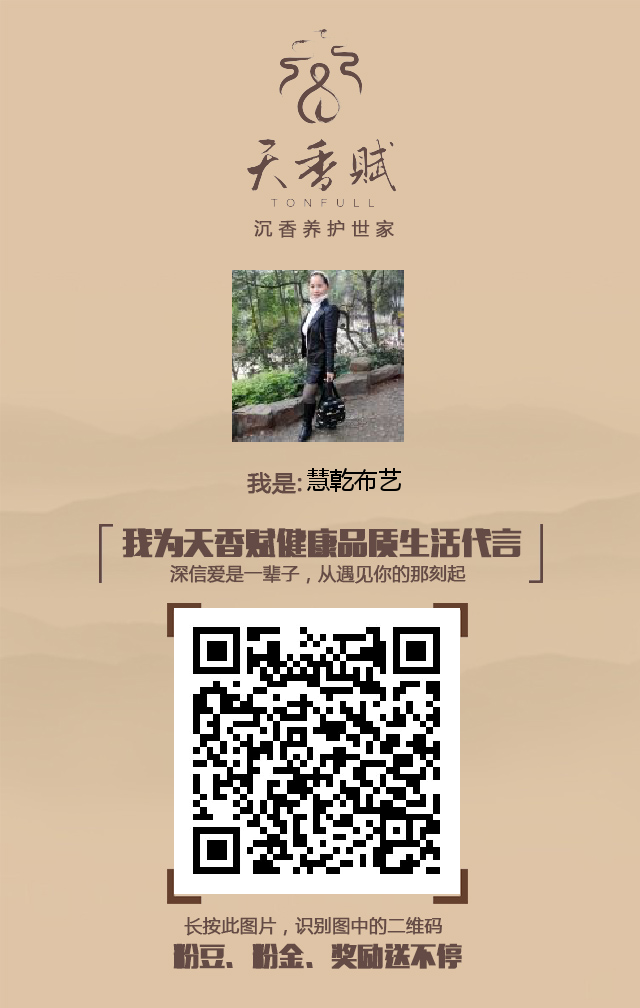 天香赋
TONFULL
沉香养护世家
我是:慧乾布艺
我为天香赋健康品质生活代言
深信爱是一辈子，从遇见你的那刻起
长按此图片，识别图中的二维码
粉豆、粉金、奖励送不停